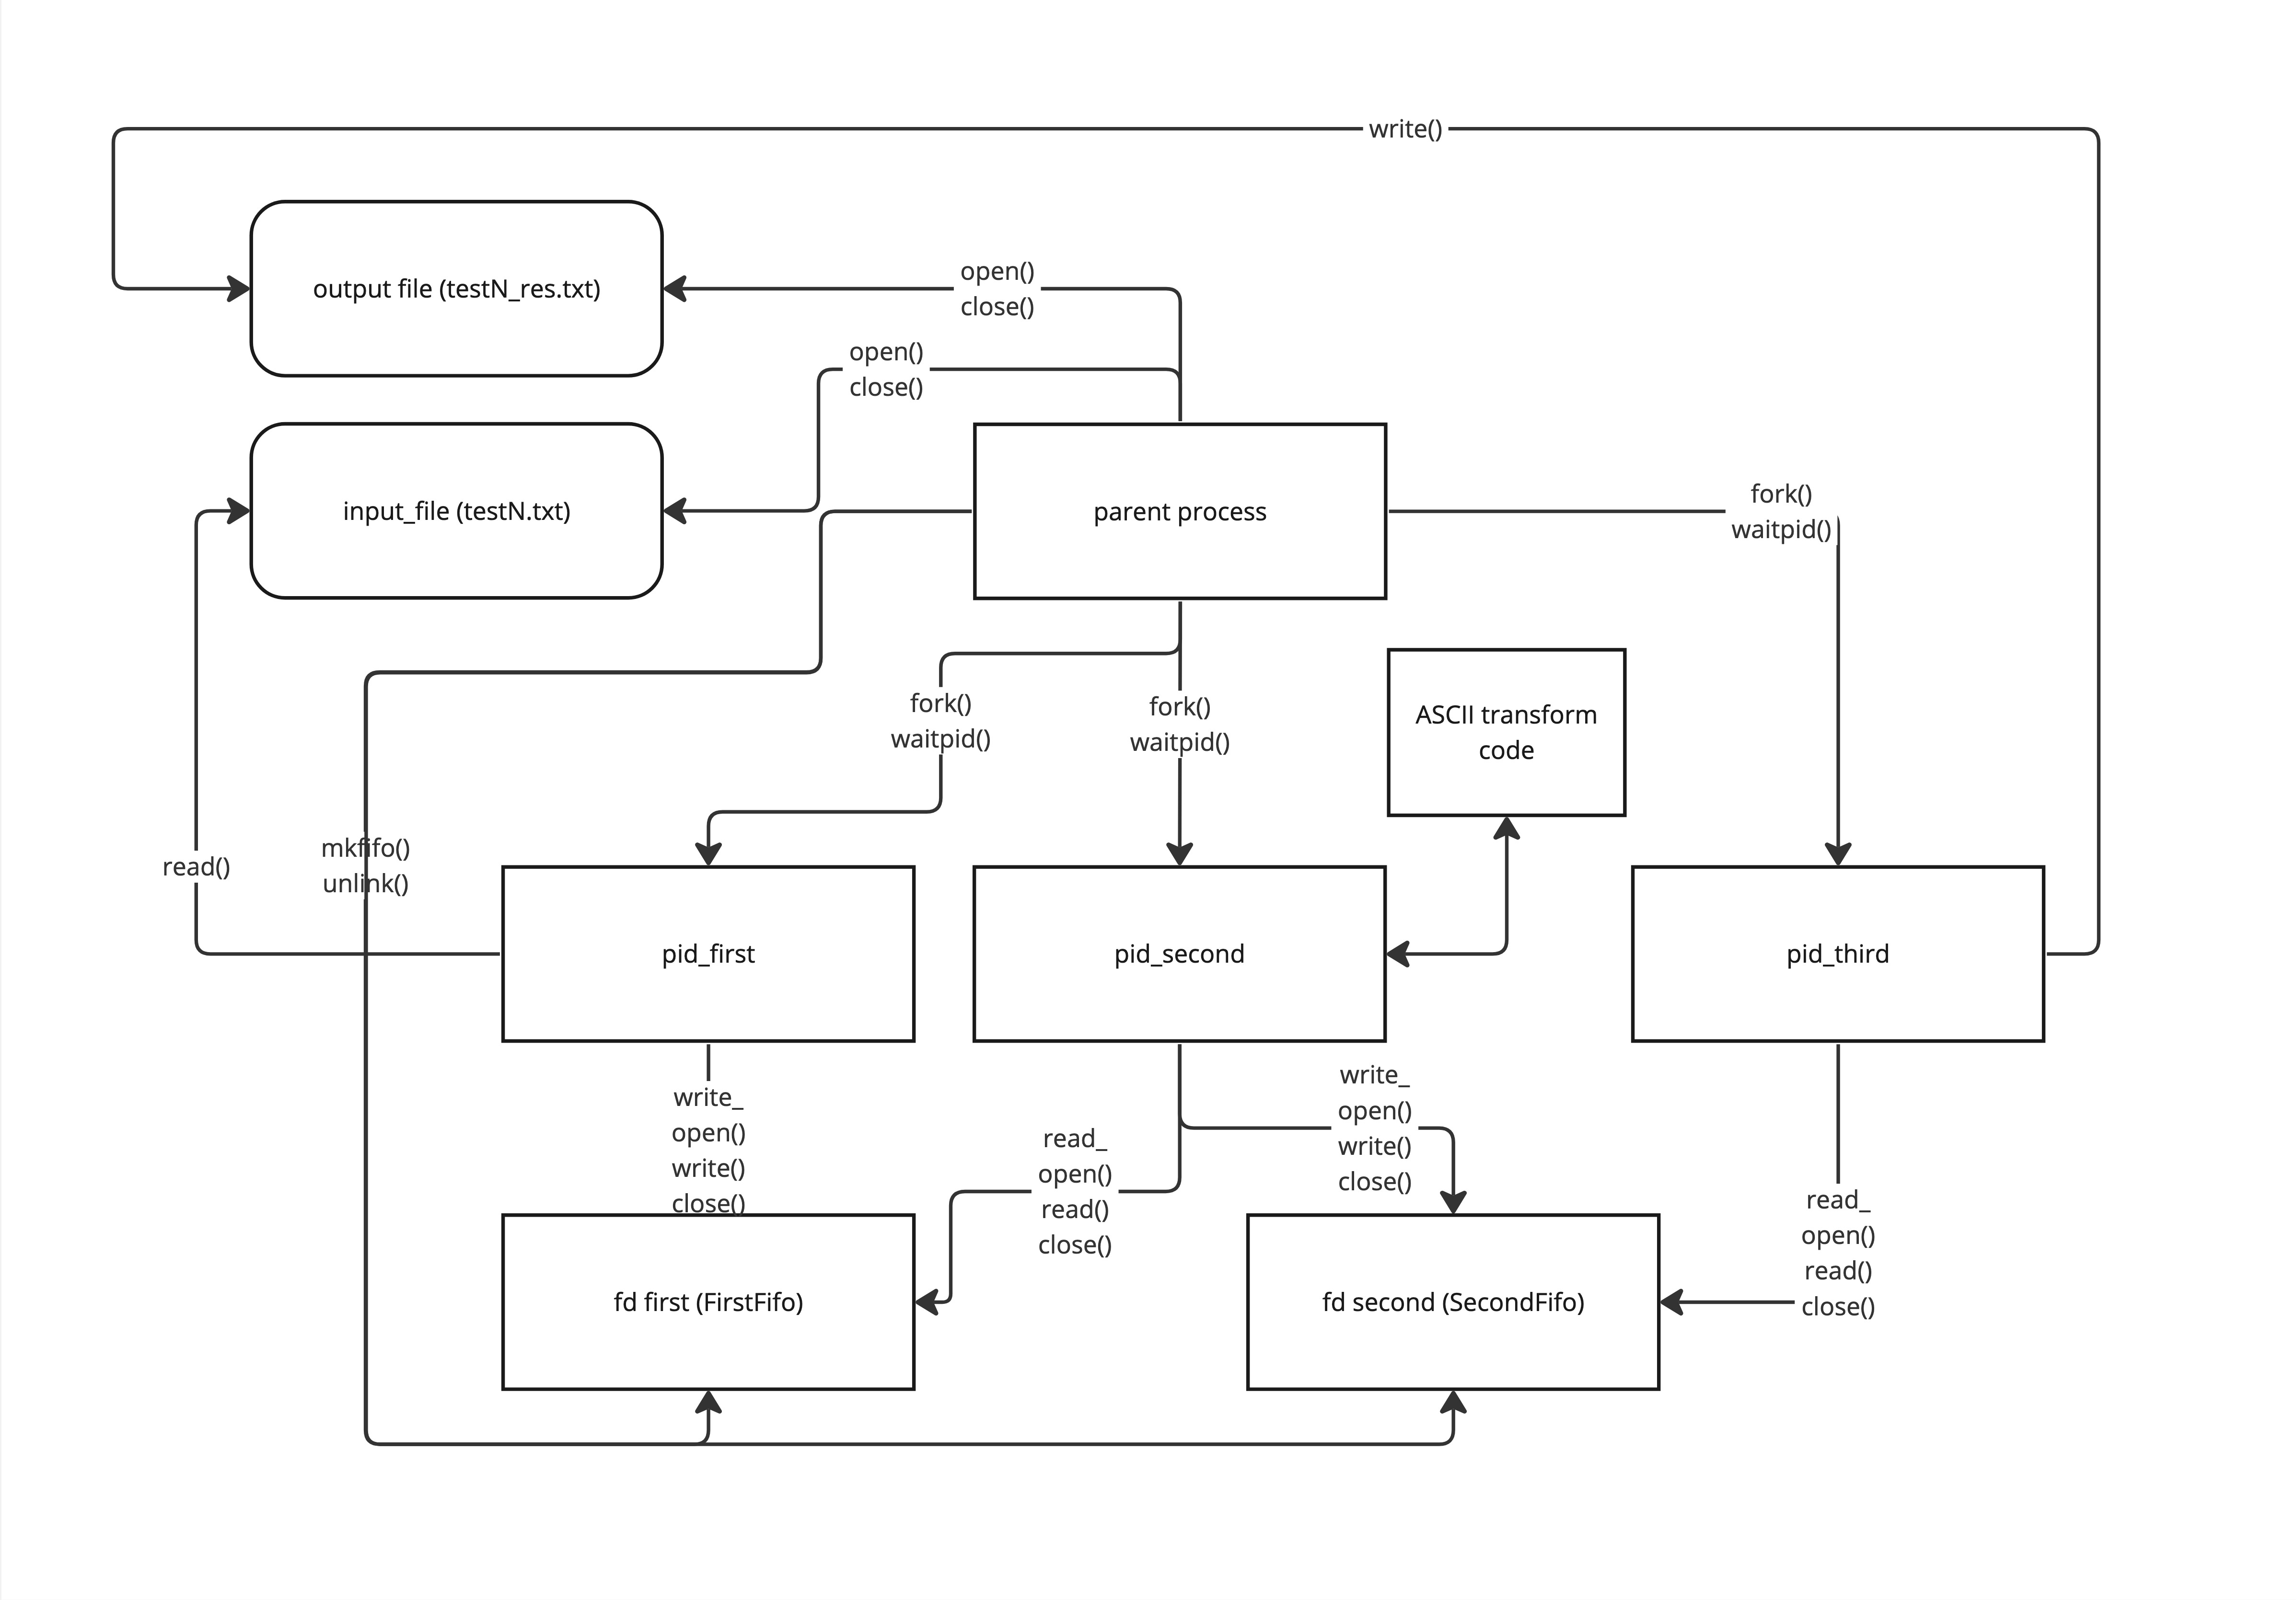 write()
output file (testN_res.txt)
open()
close()
open()
close()
input_file (testN.txt)
parent process
fork()
waitpid()
fork()
waitpid()
fork()
waitpid()
ASCII transform
code
mkfifo()
unlink()
read()
pid_first
pid_second
pid_third
write_
open()
write()
close()
read_
open()
read()
close()
write_
open()
write()
close()
read_
open()
read()
close()
fd first (FirstFifo)
fd second (SecondFifo)